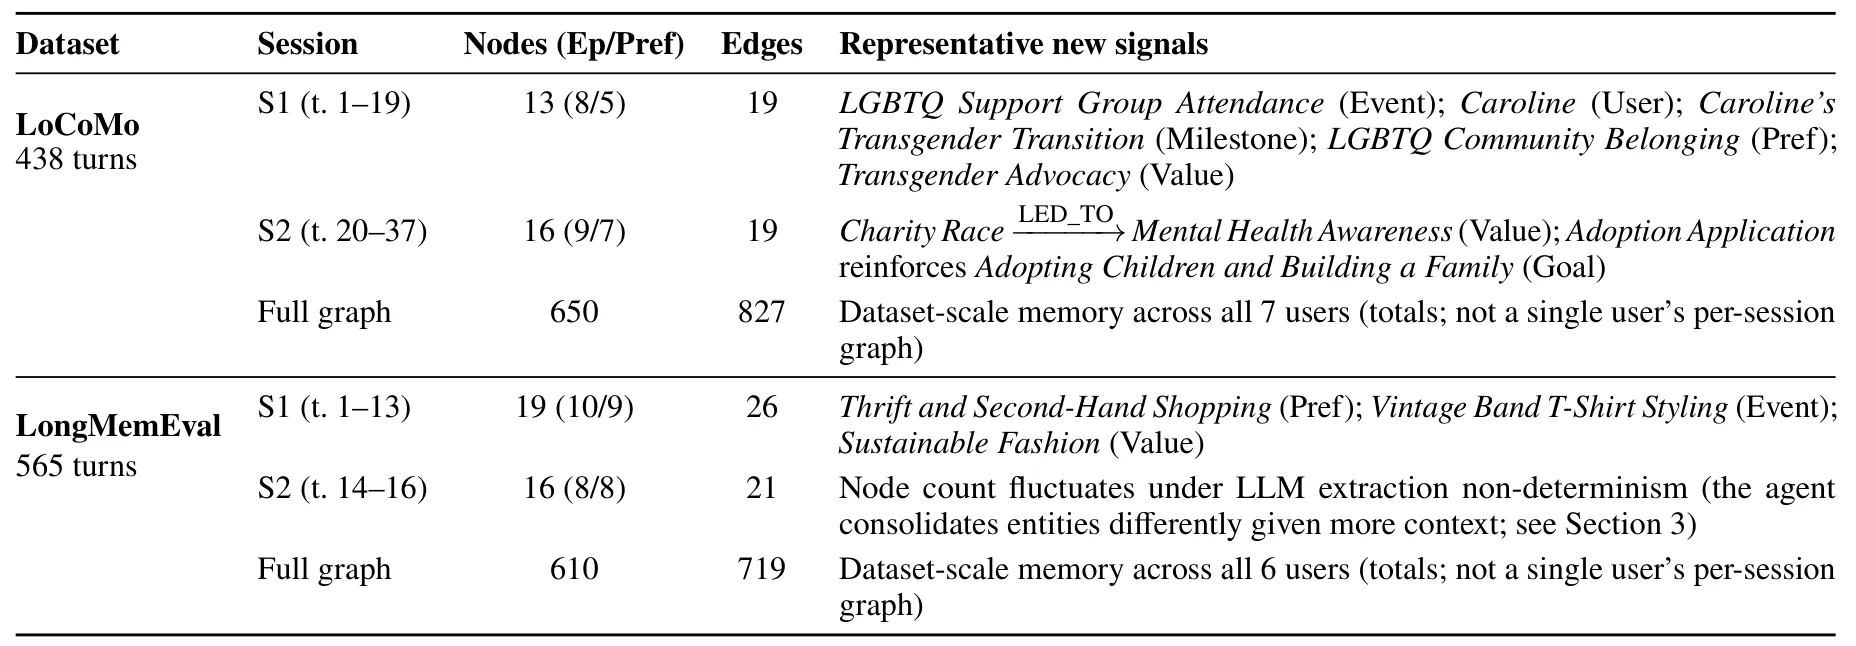 Dataset Session Nodes (Ep/Pref) Edges Representative new signals
LoCoMo
438 turns
S1 (t. 1–19) 13 (8/5) 19 LGBTQ Support Group Attendance (Event); Caroline (User); Caroline’s
Transgender Transition (Milestone); LGBTQ Community Belonging (Pref);
Transgender Advocacy (Value)
S2 (t. 20–37) 16 (9/7) 19 Charity Race LED_TO→ Mental Health Awareness (Value); Adoption Application
reinforces Adopting Children and Building a Family (Goal)
Full graph 650 827 Dataset-scale memory across all 7 users (totals; not a single user’s per-session
graph)
LongMemEval
565 turns
S1 (t. 1–13) 19 (10/9) 26 Thrift and Second-Hand Shopping (Pref); Vintage Band T-Shirt Styling (Event);
Sustainable Fashion (Value)
S2 (t. 14–16) 16 (8/8) 21 Node count fluctuates under LLM extraction non-determinism (the agent
consolidates entities differently given more context; see Section 3)
Full graph 610 719 Dataset-scale memory across all 6 users (totals; not a single user’s per-session
graph)